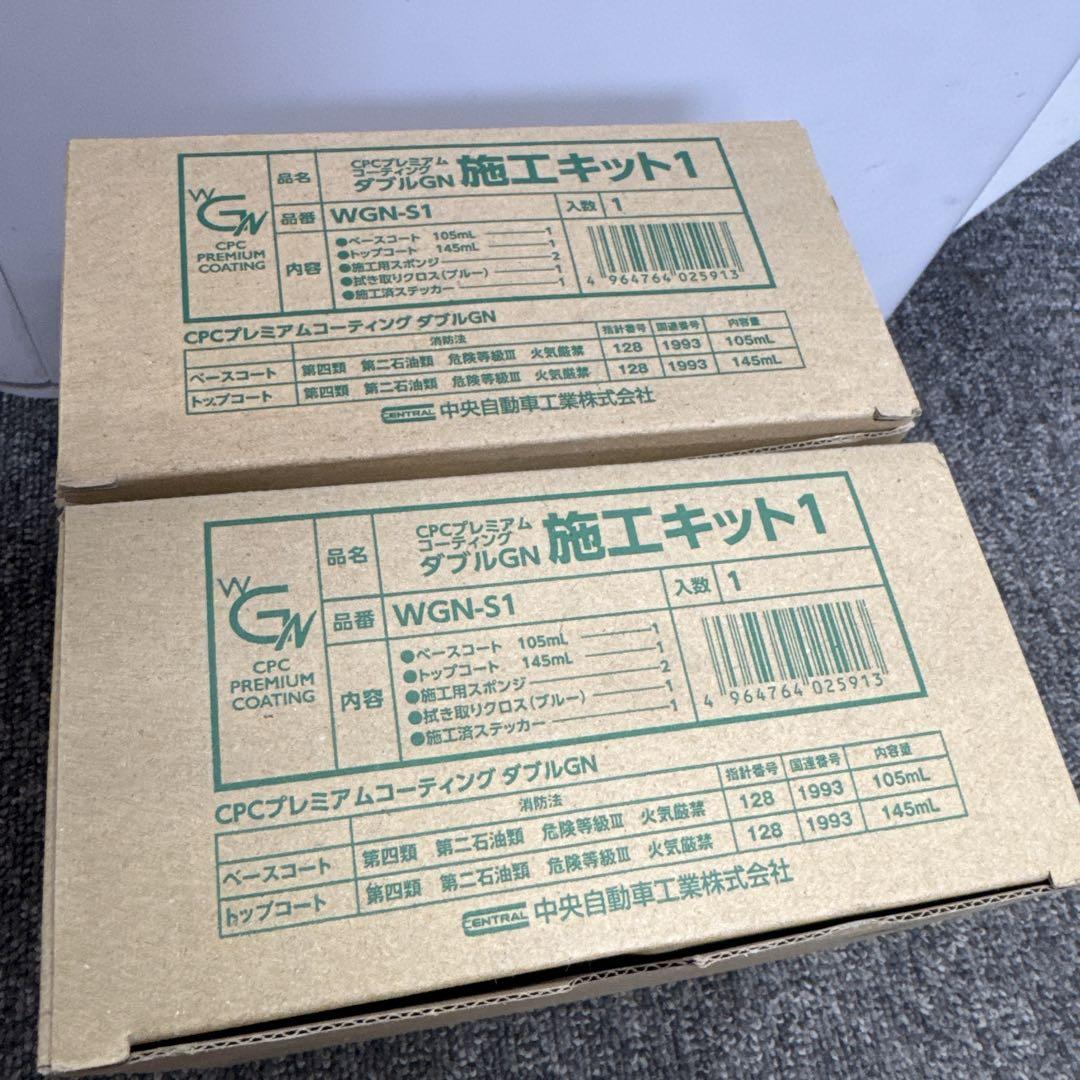 WGN
CPC
PREMIUM
COATING
品名
CPCプレミアム
コーティング
ダブルGN
施工キット1
品番
WGN-S1
入数
1
内容
●ベースコート 105mL 1
●トップコート 145mL 1
●施工用スポンジ 2
●拭き取りクロス(ブルー) 1
●施工済ステッカー 1
4 964764 025913
CPCプレミアムコーティング ダブルGN
消防法 指針番号 国連番号 内容量
ベースコート 第四類 第二石油類 危険等級Ⅲ 火気厳禁 128 1993 105mL
トップコート 第四類 第二石油類 危険等級Ⅲ 火気厳禁 128 1993 145mL
CENTRAL 中央自動車工業株式会社
WGN
CPC
PREMIUM
COATING
品名
CPCプレミアム
コーティング
ダブルGN
施工キット1
品番
WGN-S1
入数
1
内容
●ベースコート 105mL 1
●トップコート 145mL 1
●施工用スポンジ 2
●拭き取りクロス(ブルー) 1
●施工済ステッカー 1
4 964764 025913
CPCプレミアムコーティング ダブルGN
消防法 指針番号 国連番号 内容量
ベースコート 第四類 第二石油類 危険等級Ⅲ 火気厳禁 128 1993 105mL
トップコート 第四類 第二石油類 危険等級Ⅲ 火気厳禁 128 1993 145mL
CENTRAL 中央自動車工業株式会社